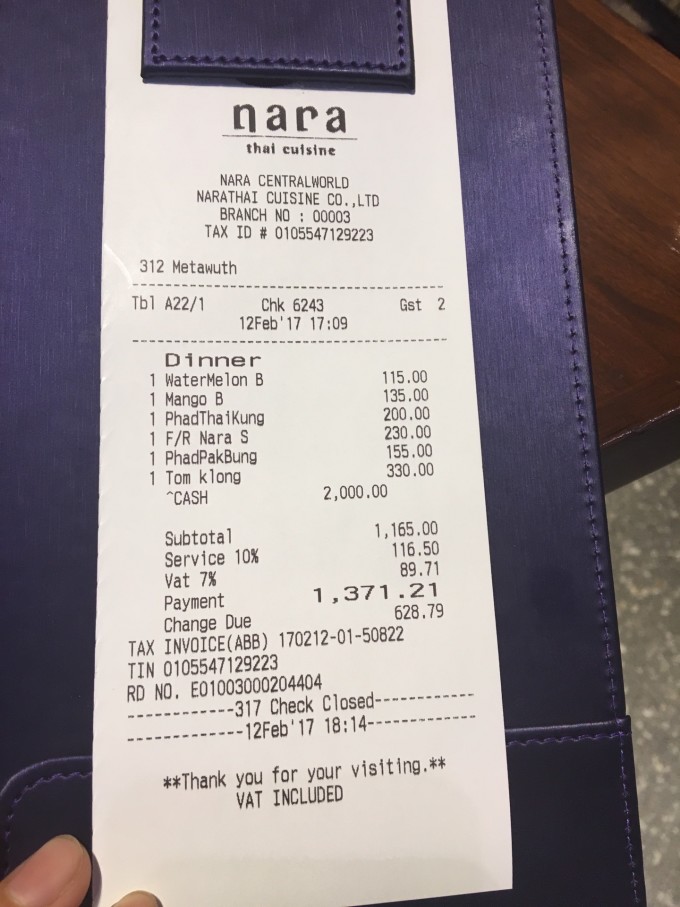 nara
thai cuisine
NARA CENTRALWORLD
NARATHAI CUISINE CO.,LTD
BRANCH NO : 00003
TAX ID # 0105547129223
312 Metawuth
Tbl A22/1 Chk 6243 Gst 2
12Feb'17 17:09
Dinner
1 WaterMelon B 115.00
1 Mango B 135.00
1 PhadThaiKung 200.00
1 F/R Nara S 230.00
1 PhadPakBung 155.00
1 Tom klong 330.00
^CASH 2,000.00
Subtotal 1,165.00
Service 10% 116.50
Vat 7% 89.71
Payment 1,371.21
Change Due 628.79
TAX INVOICE(ABB) 170212-01-50822
TIN 0105547129223
RD NO. E01003000204404
------------317 Check Closed-----------
-------------12Feb'17 18:14------------
**Thank you for your visiting.**
VAT INCLUDED